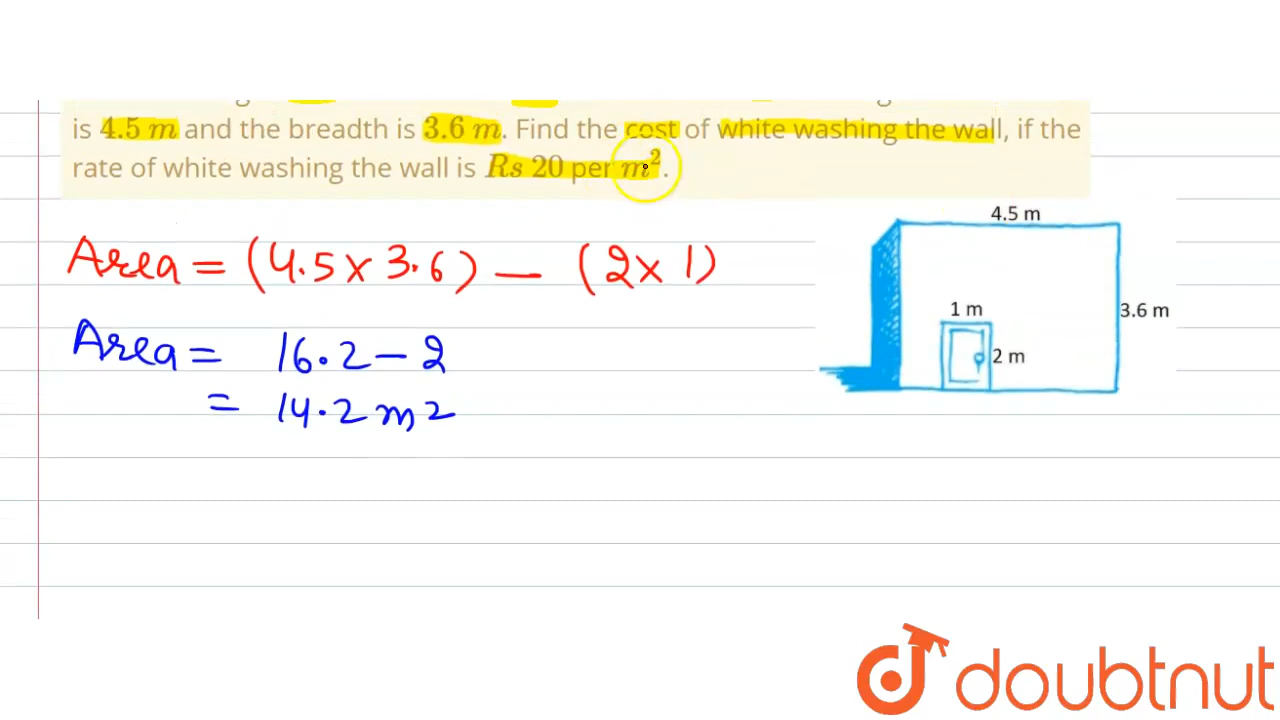 is 4.5 m and the breadth is 3.6 m. Find the cost of white washing the wall, if the
rate of white washing the wall is Rs 20 per m².
Area = (4.5 x 3.6) – (2 x 1)
Area = 16.2 – 2
= 14.2 m2
4.5 m
1 m
3.6 m
2 m
doubtnut